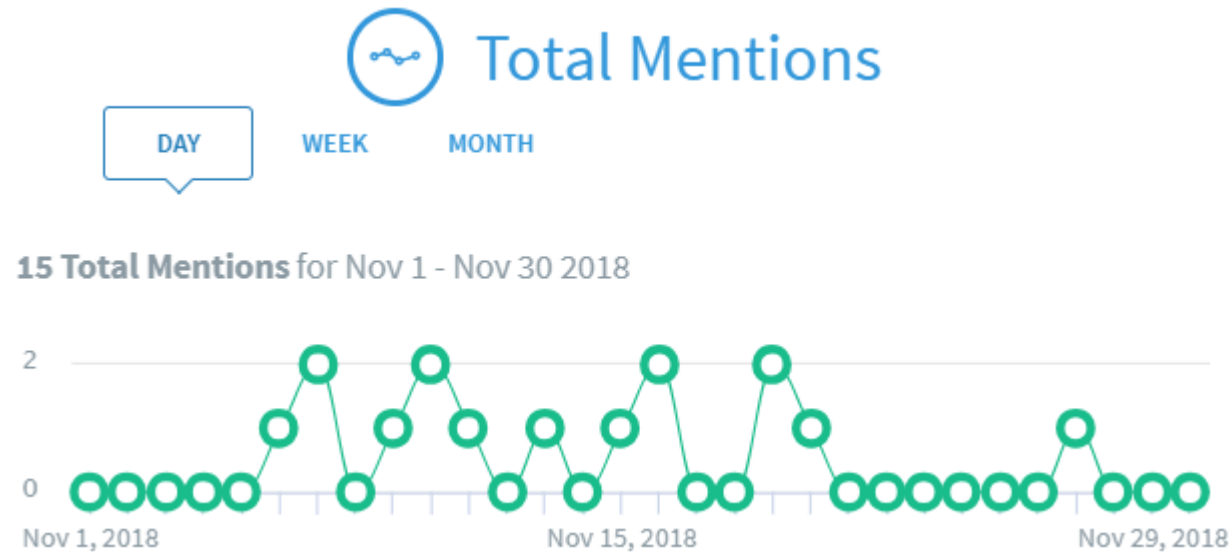 Total Mentions
DAY WEEK MONTH
15 Total Mentions for Nov 1 - Nov 30 2018
2
0
Nov 1, 2018 Nov 15, 2018 Nov 29, 2018